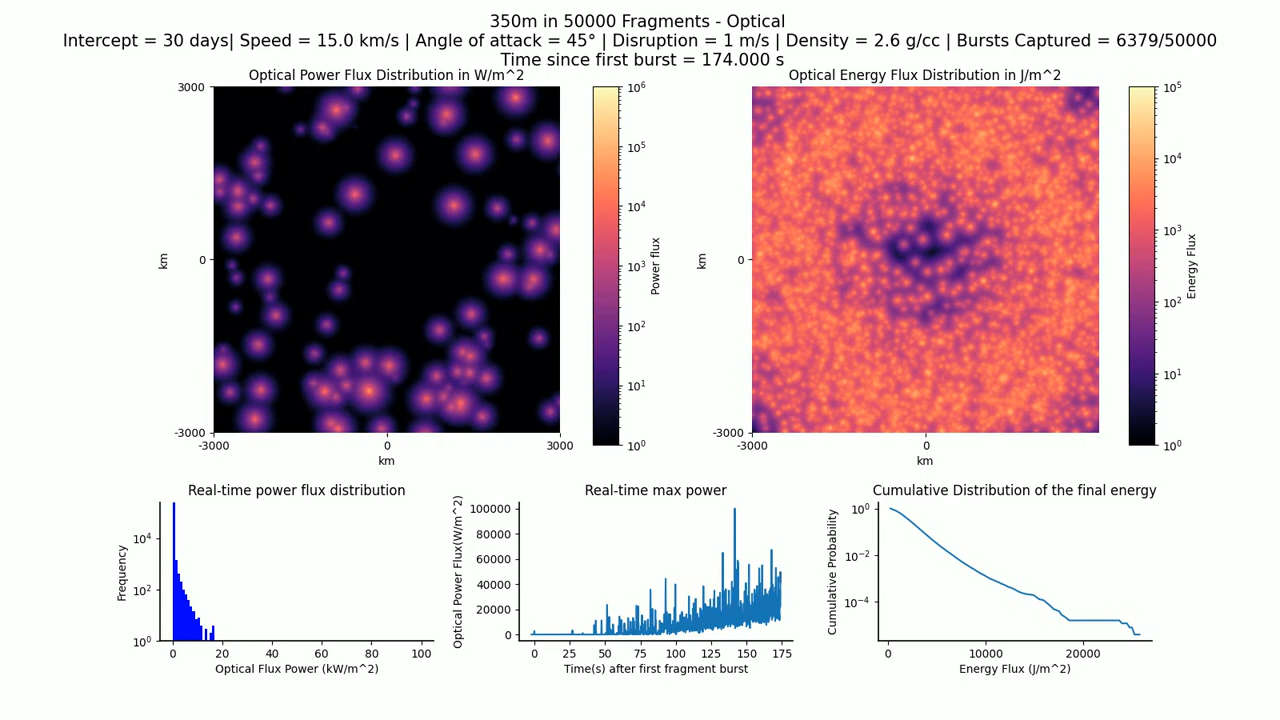 350m in 50000 Fragments - Optical
Intercept = 30 days| Speed = 15.0 km/s | Angle of attack = 45° | Disruption = 1 m/s | Density = 2.6 g/cc | Bursts Captured = 6379/50000
Time since first burst = 174.000 s
Optical Power Flux Distribution in W/m^2
Optical Energy Flux Distribution in J/m^2
3000
0
-3000
km
-3000
0
3000
km
10^6
10^5
10^4
10^3
10^2
10^1
10^0
Power flux
0
-3000
km
-3000
0
km
10^5
10^4
10^3
10^2
10^1
10^0
Energy Flux
Real-time power flux distribution
Frequency
10^4
10^2
10^0
0 20 40 60 80 100
Optical Flux Power (kW/m^2)
Real-time max power
Optical Power Flux(W/m^2)
100000
80000
60000
40000
20000
0
0 25 50 75 100 125 150 175
Time(s) after first fragment burst
Cumulative Distribution of the final energy
Cumulative Probability
10^0
10^−2
10^−4
0 10000 20000
Energy Flux (J/m^2)